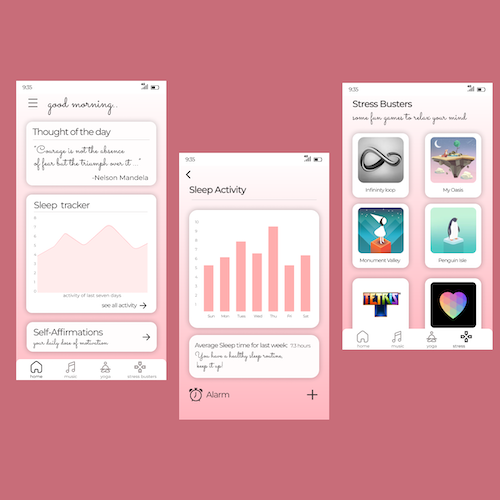 9:35
good morning..
Thought of the day
"Courage is not the absence
of fear but the triumph over it ..."
-Nelson Mandela
Sleep tracker
activity of last seven days
see all activity
Self-Affirmations
your daily dose of motivation
home
music
yoga
stress busters
9:35
Sleep Activity
10
9
8
7
6
5
4
3
2
1
0
Sun Mon Tue Wed Thu Fri Sat
Average Sleep time for last week: 7.3 hours
You have a healthy sleep routine,
keep it up!
Alarm
9:35
Stress Busters
some fun games to relax your mind
Infininty loop
My Oasis
Monument Valley
Penguin Isle
TETRIS
home
music
yoga
stress